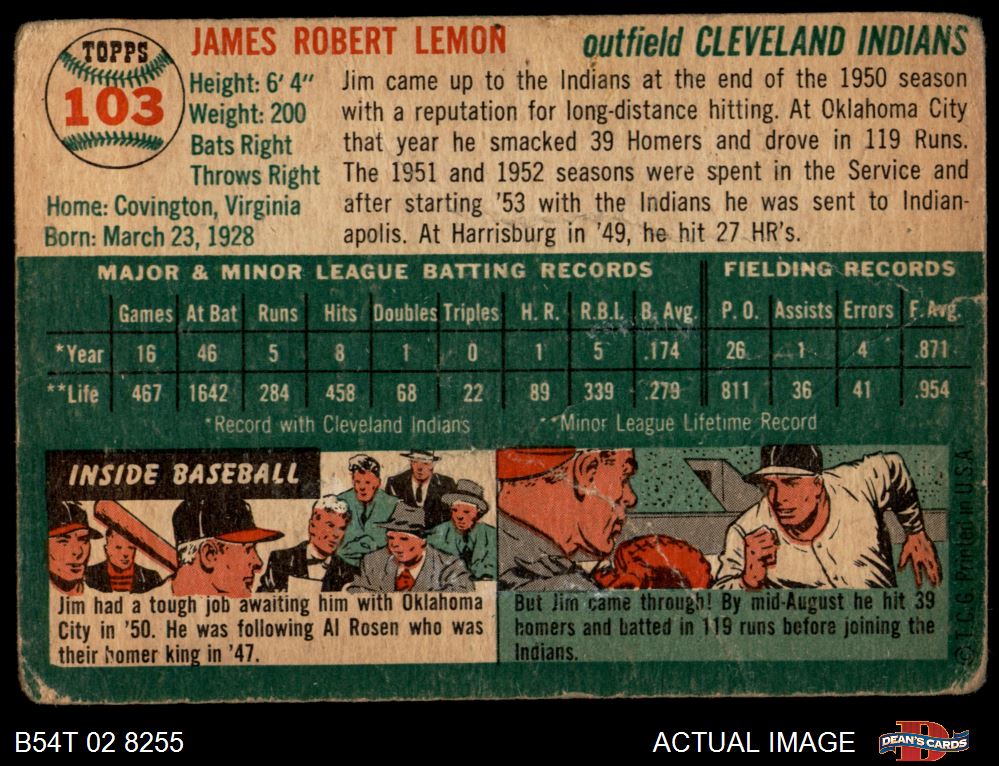 TOPPS
103
JAMES ROBERT LEMON
outfield CLEVELAND INDIANS
Height: 6' 4"
Weight: 200
Bats Right
Throws Right
Home: Covington, Virginia
Born: March 23, 1928
Jim came up to the Indians at the end of the 1950 season
with a reputation for long-distance hitting. At Oklahoma City
that year he smacked 39 Homers and drove in 119 Runs.
The 1951 and 1952 seasons were spent in the Service and
after starting '53 with the Indians he was sent to Indian-
apolis. At Harrisburg in '49, he hit 27 HR's.
MAJOR & MINOR LEAGUE BATTING RECORDS FIELDING RECORDS
Games At Bat Runs Hits Doubles Triples H. R. R.B.I. B. Avg. P. O. Assists Errors F. Avg.
*Year 16 46 5 8 1 0 1 5 .174 26 1 4 .871
**Life 467 1642 284 458 68 22 89 339 .279 811 36 41 .954
*Record with Cleveland Indians **Minor League Lifetime Record
INSIDE BASEBALL
Jim had a tough job awaiting him with Oklahoma
City in '50. He was following Al Rosen who was
their homer king in '47.
But Jim came through! By mid-August he hit 39
homers and batted in 119 runs before joining the
Indians.
© T.C.G. Printed in U.S.A.
B54T 02 8255
ACTUAL IMAGE
D
DEAN'S CARDS